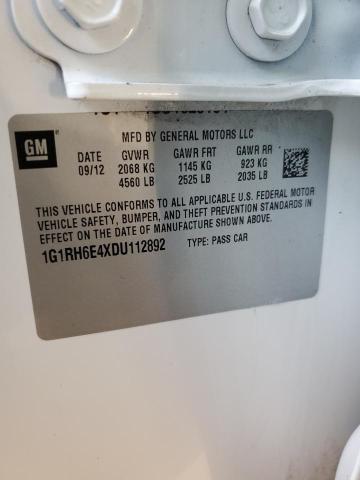 GM
MFD BY GENERAL MOTORS LLC
DATE GVWR GAWR FRT GAWR RR
09/12 2068 KG 1145 KG 923 KG
4560 LB 2525 LB 2035 LB
THIS VEHICLE CONFORMS TO ALL APPLICABLE U.S. FEDERAL MOTOR
VEHICLE SAFETY, BUMPER, AND THEFT PREVENTION STANDARDS IN
EFFECT ON THE DATE OF MANUFACTURE SHOWN ABOVE.
1G1RH6E4XDU112892 TYPE: PASS CAR